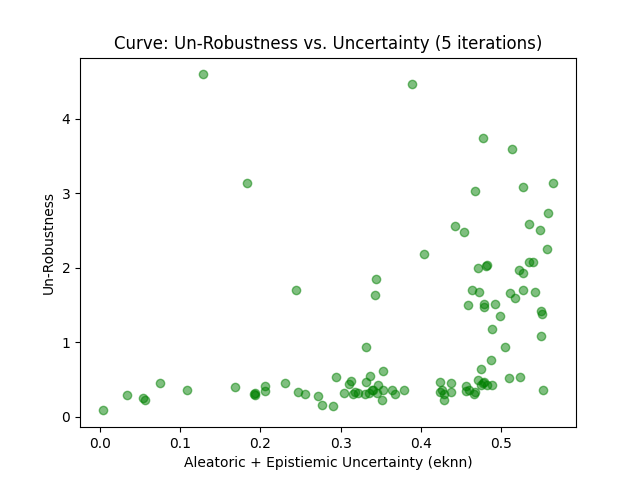 Curve: Un-Robustness vs. Uncertainty (5 iterations)
Un-Robustness
4
3
2
1
0
0.0 0.1 0.2 0.3 0.4 0.5
Aleatoric + Epistiemic Uncertainty (eknn)